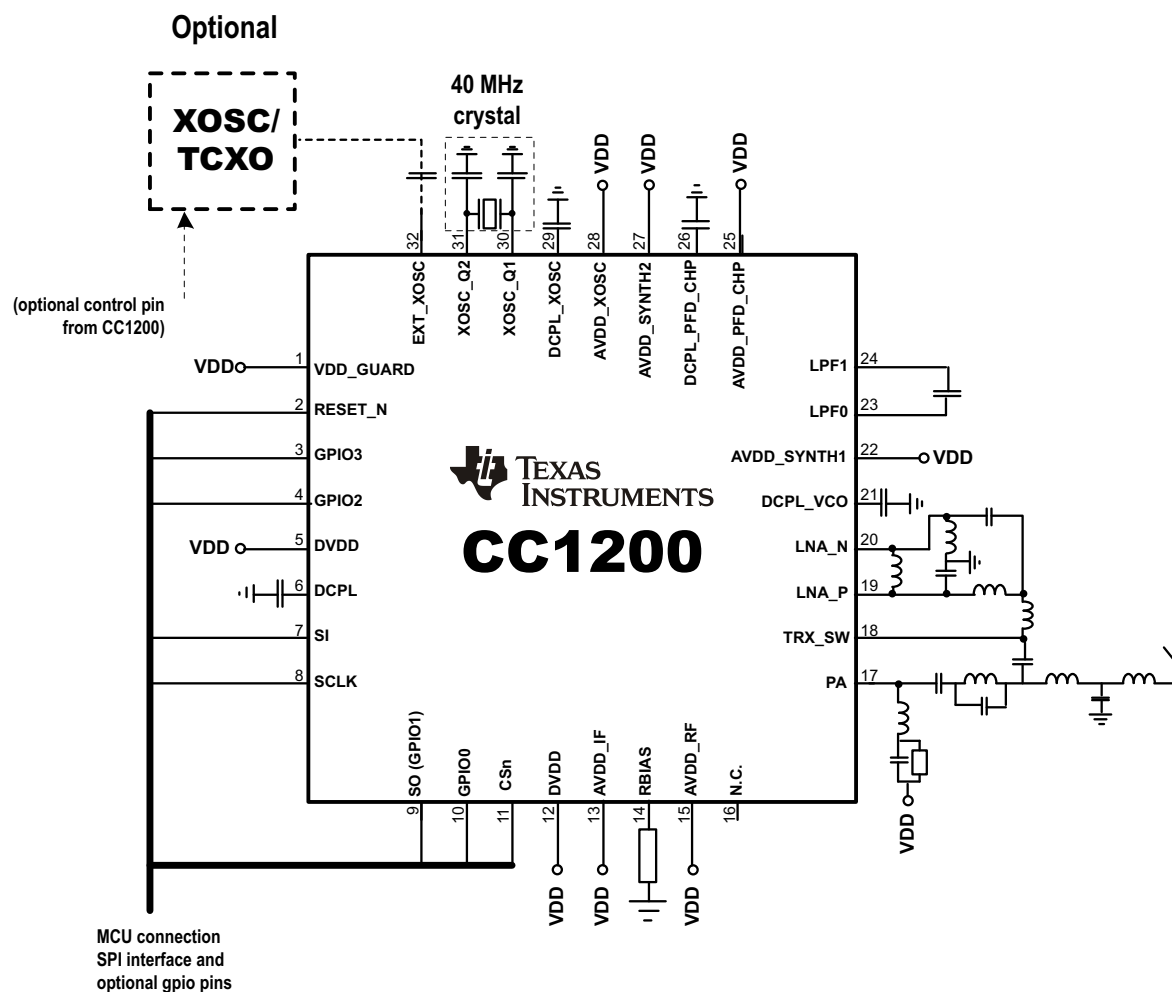 Optional
XOSC/
TCXO
40 MHz
crystal
VDD
VDD
VDD
32
31
30
29
28
27
26
25
EXT_XOSC
XOSC_Q2
XOSC_Q1
DCPL_XOSC
AVDD_XOSC
AVDD_SYNTH2
DCPL_PFD_CHP
AVDD_PFD_CHP
(optional control pin
from CC1200)
VDD
1
VDD_GUARD
2
RESET_N
3
GPIO3
4
GPIO2
VDD
5
DVDD
6
DCPL
7
SI
8
SCLK
LPF1
24
LPF0
23
AVDD_SYNTH1
22
VDD
DCPL_VCO
21
LNA_N
20
LNA_P
19
TRX_SW
18
PA
17
VDD
TEXAS
INSTRUMENTS
CC1200
SO (GPIO1)
GPIO0
CSn
DVDD
AVDD_IF
RBIAS
AVDD_RF
N.C.
9
10
11
12
13
14
15
16
VDD
VDD
VDD
MCU connection
SPI interface and
optional gpio pins